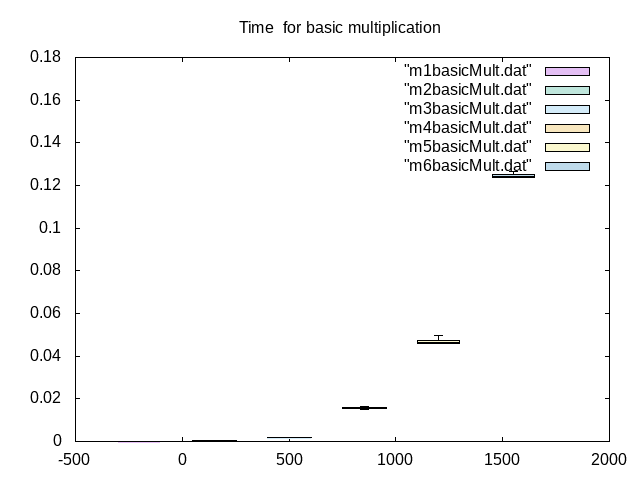 Time  for basic multiplication
0.18
0.16
0.14
0.12
0.1
0.08
0.06
0.04
0.02
0
"m1basicMult.dat"
"m2basicMult.dat"
"m3basicMult.dat"
"m4basicMult.dat"
"m5basicMult.dat"
"m6basicMult.dat"
-500 0 500 1000 1500 2000